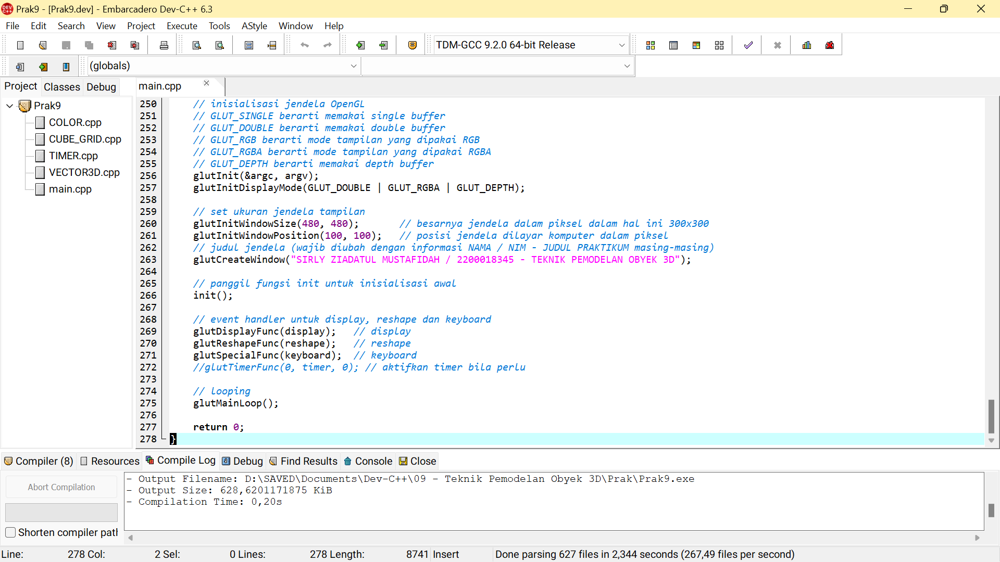 Prak9 - [Prak9.dev] - Embarcadero Dev-C++ 6.3
File Edit Search View Project Execute Tools AStyle Window Help
TDM-GCC 9.2.0 64-bit Release
(globals)
Project Classes Debug
main.cpp
Prak9
COLOR.cpp
CUBE_GRID.cpp
TIMER.cpp
VECTOR3D.cpp
main.cpp
250 // inisialisasi jendela OpenGL
251 // GLUT_SINGLE berarti memakai single buffer
252 // GLUT_DOUBLE berarti memakai double buffer
253 // GLUT_RGB berarti mode tampilan yang dipakai RGB
254 // GLUT_RGBA berarti mode tampilan yang dipakai RGBA
255 // GLUT_DEPTH berarti memakai depth buffer
256 glutInit(&argc, argv);
257 glutInitDisplayMode(GLUT_DOUBLE | GLUT_RGBA | GLUT_DEPTH);
258
259 // set ukuran jendela tampilan
260 glutInitWindowSize(480, 480); // besarnya jendela dalam piksel dalam hal ini 300x300
261 glutInitWindowPosition(100, 100); // posisi jendela dilayar komputer dalam piksel
262 // judul jendela (wajib diubah dengan informasi NAMA / NIM - JUDUL PRAKTIKUM masing-masing)
263 glutCreateWindow("SIRLY ZIADATUL MUSTAFIDAH / 2200018345 - TEKNIK PEMODELAN OBYEK 3D");
264
265 // panggil fungsi init untuk inisialisasi awal
266 init();
267
268 // event handler untuk display, reshape dan keyboard
269 glutDisplayFunc(display); // display
270 glutReshapeFunc(reshape); // reshape
271 glutSpecialFunc(keyboard); // keyboard
272 //glutTimerFunc(0, timer, 0); // aktifkan timer bila perlu
273
274 // looping
275 glutMainLoop();
276
277 return 0;
278 }
Compiler (8) Resources Compile Log Debug Find Results Console Close
Abort Compilation
Shorten compiler path
- Output Filename: D:\SAVED\Documents\Dev-C++\09 - Teknik Pemodelan Obyek 3D\Prak\Prak9.exe
- Output Size: 628,6201171875 KiB
- Compilation Time: 0,20s
Line: 278 Col: 2 Sel: 0 Lines: 278 Length: 8741 Insert Done parsing 627 files in 2,344 seconds (267,49 files per second)